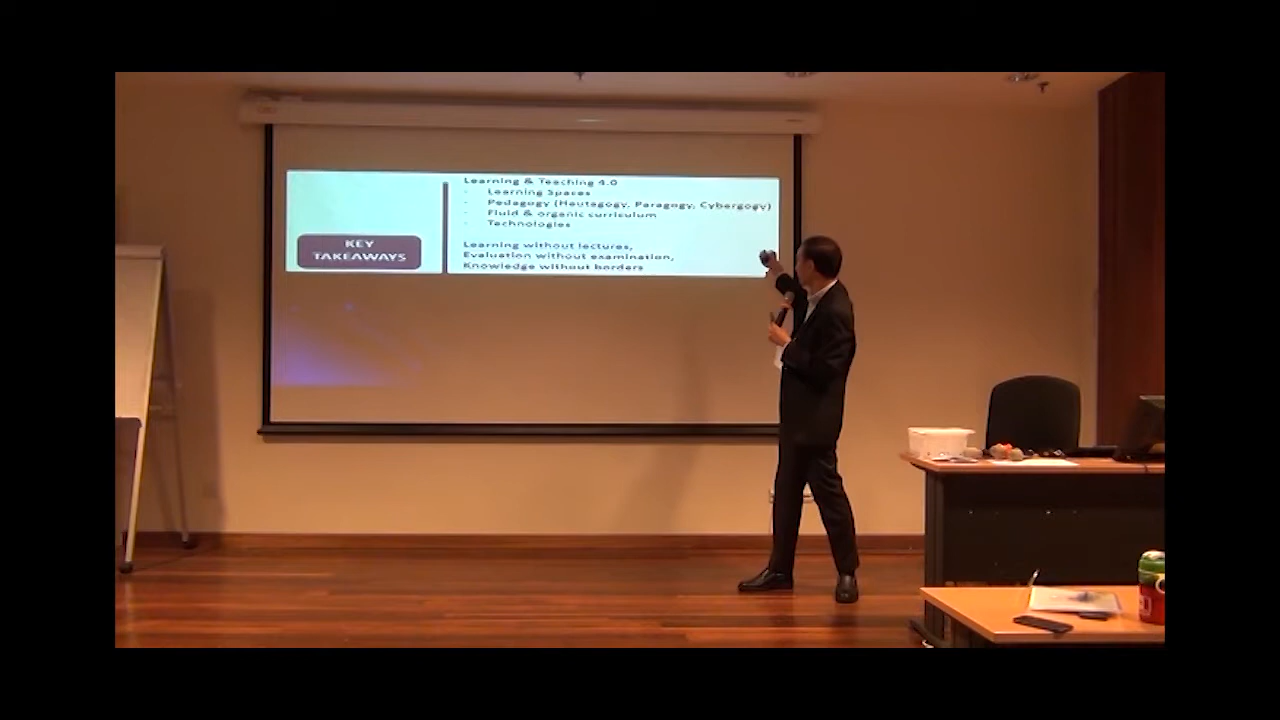 Learning & Teaching 4.0
- Learning Spaces
- Pedagogy (Heutagogy, Paragogy, Cybergogy)
- Fluid & organic curriculum
- Technologies
KEY
TAKEAWAYS
Learning without lectures,
Evaluation without examination,
Knowledge without borders